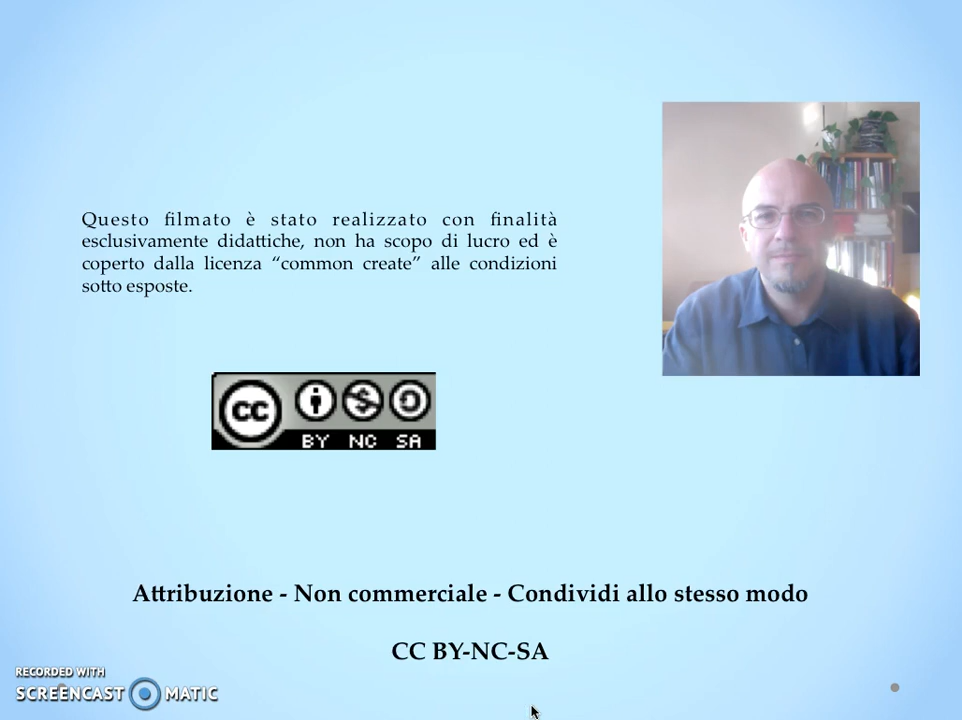 Questo filmato è stato realizzato con finalità
esclusivamente didattiche, non ha scopo di lucro ed è
coperto dalla licenza “common create” alle condizioni
sotto esposte.
CC BY NC SA
Attribuzione - Non commerciale - Condividi allo stesso modo
CC BY-NC-SA
RECORDED WITH
SCREENCAST MATIC